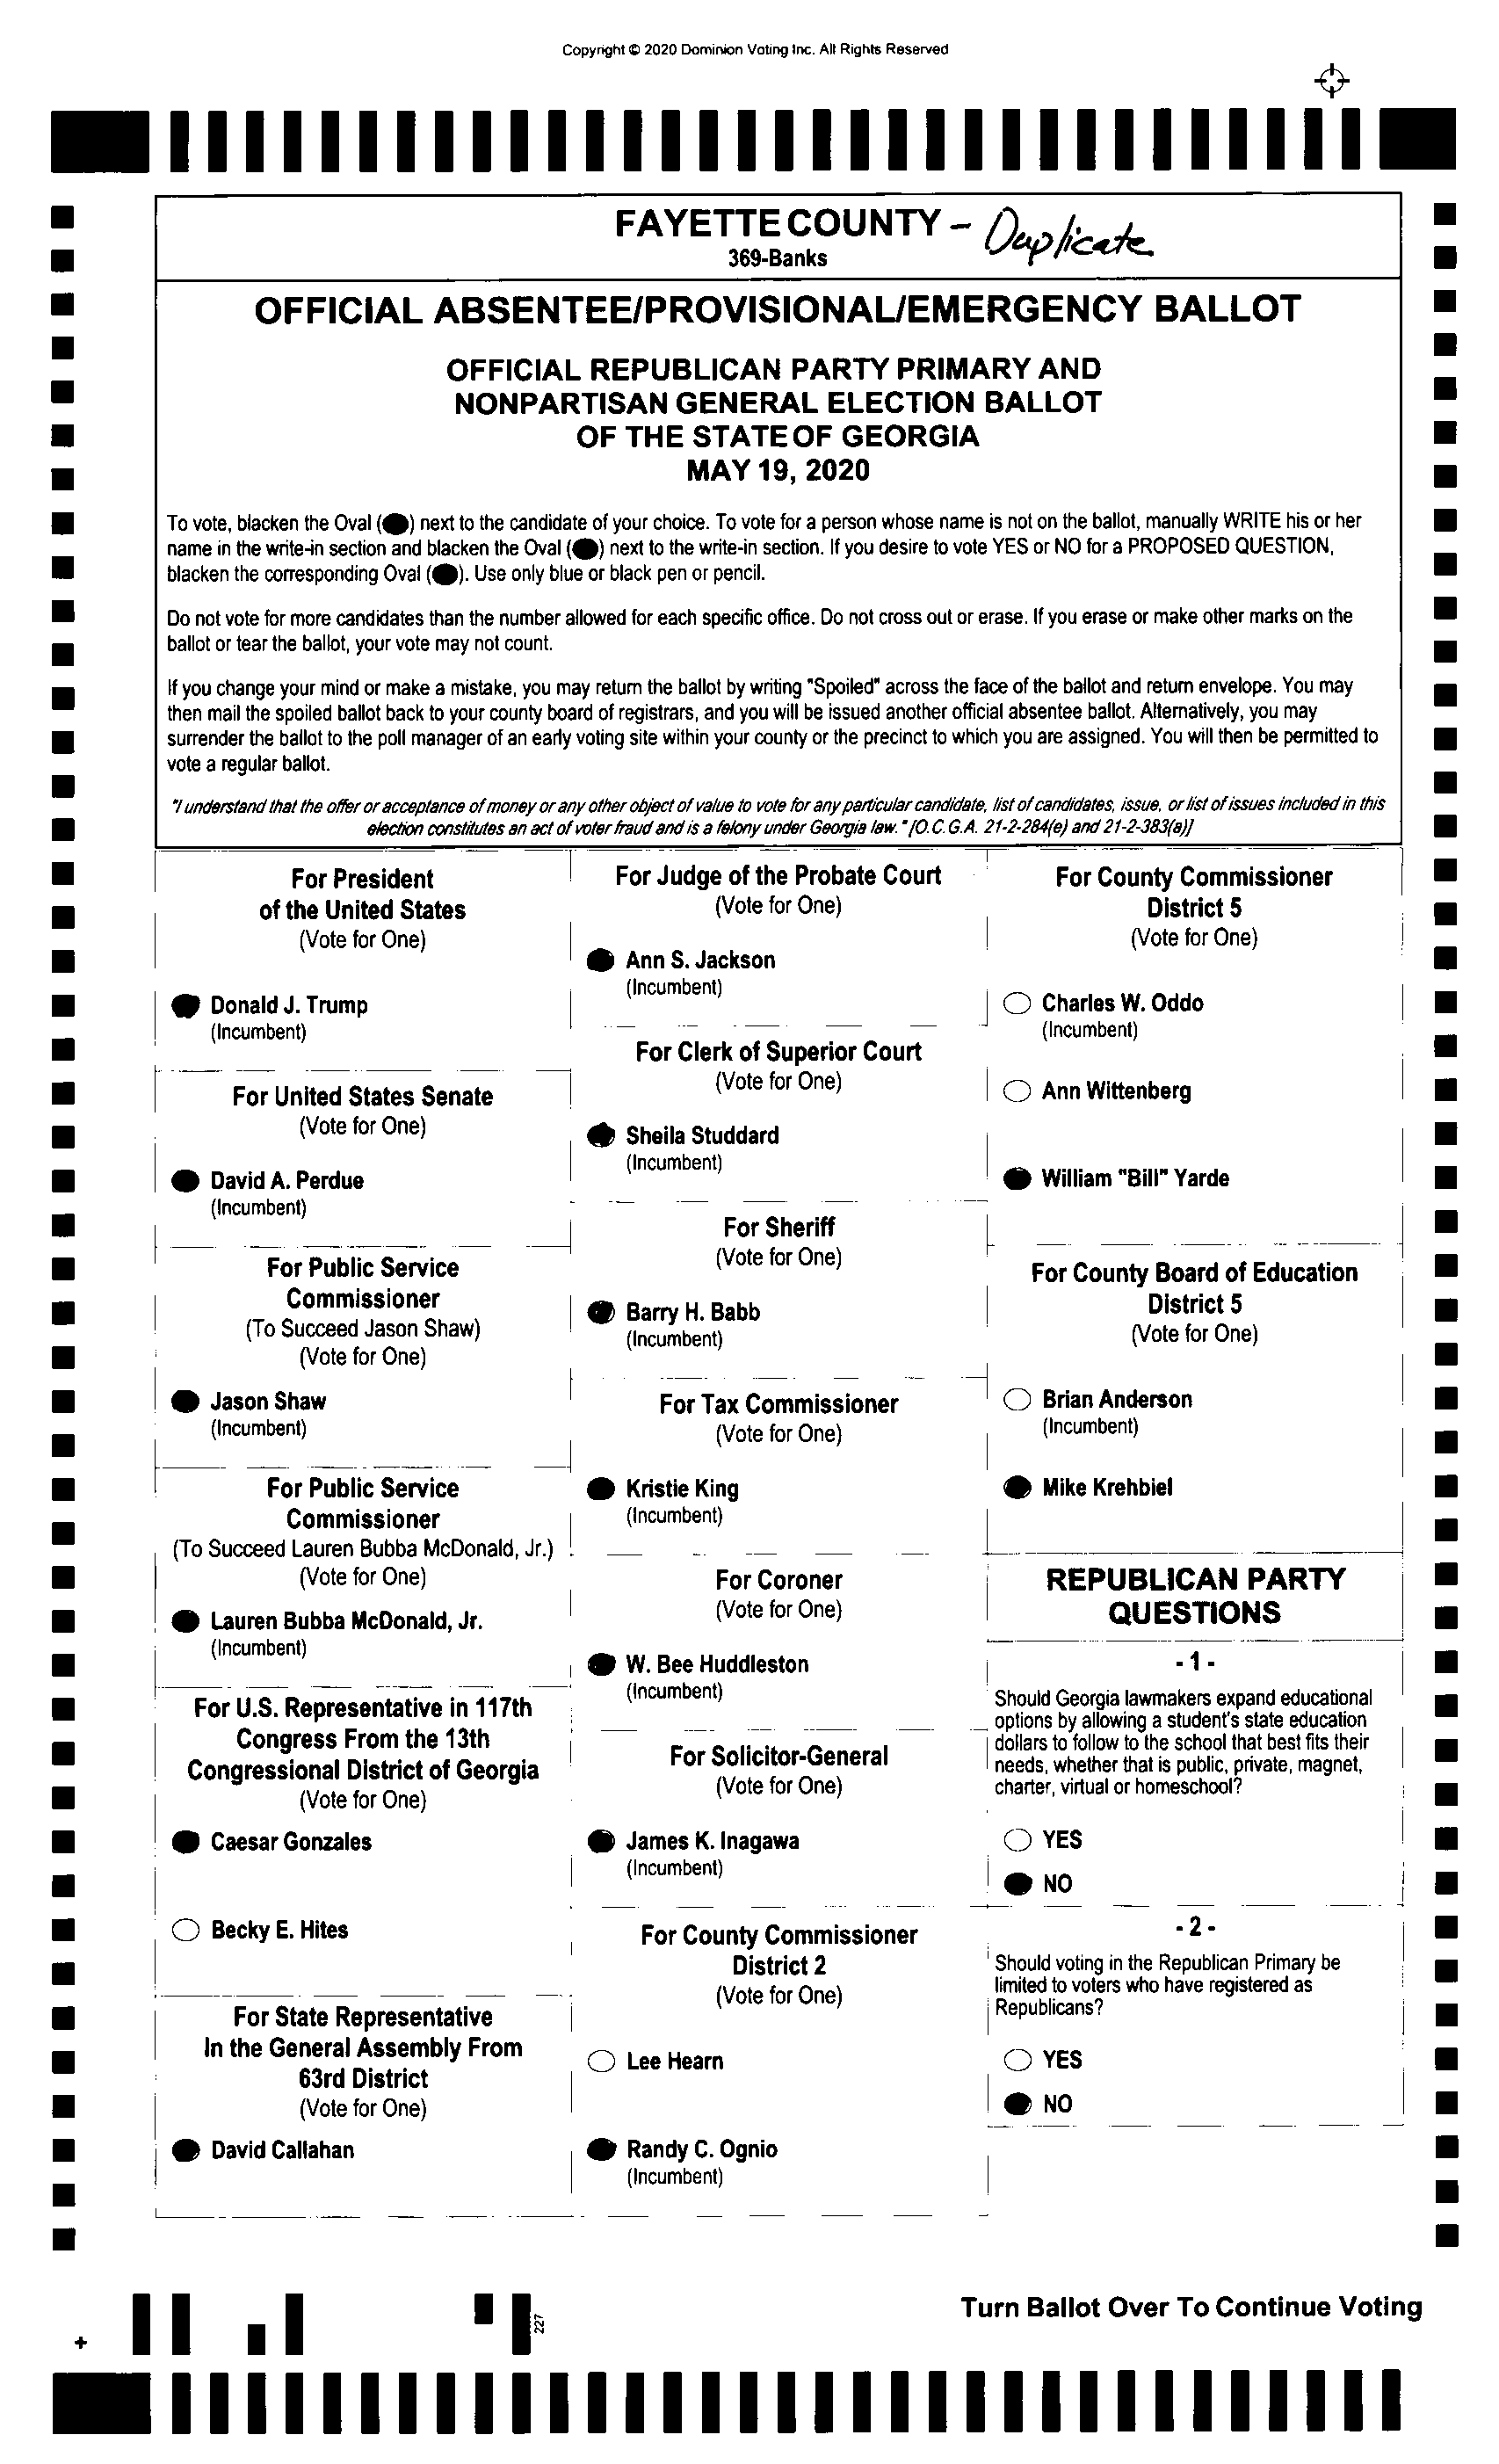 Copyright © 2020 Dominion Voting Inc. All Rights Reserved
FAYETTE COUNTY - Duplicate
369-Banks
OFFICIAL ABSENTEE/PROVISIONAL/EMERGENCY BALLOT
OFFICIAL REPUBLICAN PARTY PRIMARY AND
NONPARTISAN GENERAL ELECTION BALLOT
OF THE STATE OF GEORGIA
MAY 19, 2020
To vote, blacken the Oval (⬬) next to the candidate of your choice. To vote for a person whose name is not on the ballot, manually WRITE his or her
name in the write-in section and blacken the Oval (⬬) next to the write-in section. If you desire to vote YES or NO for a PROPOSED QUESTION,
blacken the corresponding Oval (⬬). Use only blue or black pen or pencil.
Do not vote for more candidates than the number allowed for each specific office. Do not cross out or erase. If you erase or make other marks on the
ballot or tear the ballot, your vote may not count.
If you change your mind or make a mistake, you may return the ballot by writing "Spoiled" across the face of the ballot and return envelope. You may
then mail the spoiled ballot back to your county board of registrars, and you will be issued another official absentee ballot. Alternatively, you may
surrender the ballot to the poll manager of an early voting site within your county or the precinct to which you are assigned. You will then be permitted to
vote a regular ballot.
"I understand that the offer or acceptance of money or any other object of value to vote for any particular candidate, list of candidates, issue, or list of issues included in this
election constitutes an act of voter fraud and is a felony under Georgia law." [O.C.G.A. 21-2-284(e) and 21-2-383(a)]
For President
of the United States
(Vote for One)
Donald J. Trump
(Incumbent)
For United States Senate
(Vote for One)
David A. Perdue
(Incumbent)
For Public Service
Commissioner
(To Succeed Jason Shaw)
(Vote for One)
Jason Shaw
(Incumbent)
For Public Service
Commissioner
(To Succeed Lauren Bubba McDonald, Jr.)
(Vote for One)
Lauren Bubba McDonald, Jr.
(Incumbent)
For U.S. Representative in 117th
Congress From the 13th
Congressional District of Georgia
(Vote for One)
Caesar Gonzales
Becky E. Hites
For State Representative
In the General Assembly From
63rd District
(Vote for One)
David Callahan
For Judge of the Probate Court
(Vote for One)
Ann S. Jackson
(Incumbent)
For Clerk of Superior Court
(Vote for One)
Sheila Studdard
(Incumbent)
For Sheriff
(Vote for One)
Barry H. Babb
(Incumbent)
For Tax Commissioner
(Vote for One)
Kristie King
(Incumbent)
For Coroner
(Vote for One)
W. Bee Huddleston
(Incumbent)
For Solicitor-General
(Vote for One)
James K. Inagawa
(Incumbent)
For County Commissioner
District 2
(Vote for One)
Lee Hearn
Randy C. Ognio
(Incumbent)
For County Commissioner
District 5
(Vote for One)
Charles W. Oddo
(Incumbent)
Ann Wittenberg
William "Bill" Yarde
For County Board of Education
District 5
(Vote for One)
Brian Anderson
(Incumbent)
Mike Krehbiel
REPUBLICAN PARTY
QUESTIONS
- 1 -
Should Georgia lawmakers expand educational
options by allowing a student's state education
dollars to follow to the school that best fits their
needs, whether that is public, private, magnet,
charter, virtual or homeschool?
YES
NO
- 2 -
Should voting in the Republican Primary be
limited to voters who have registered as
Republicans?
YES
NO
Turn Ballot Over To Continue Voting
227